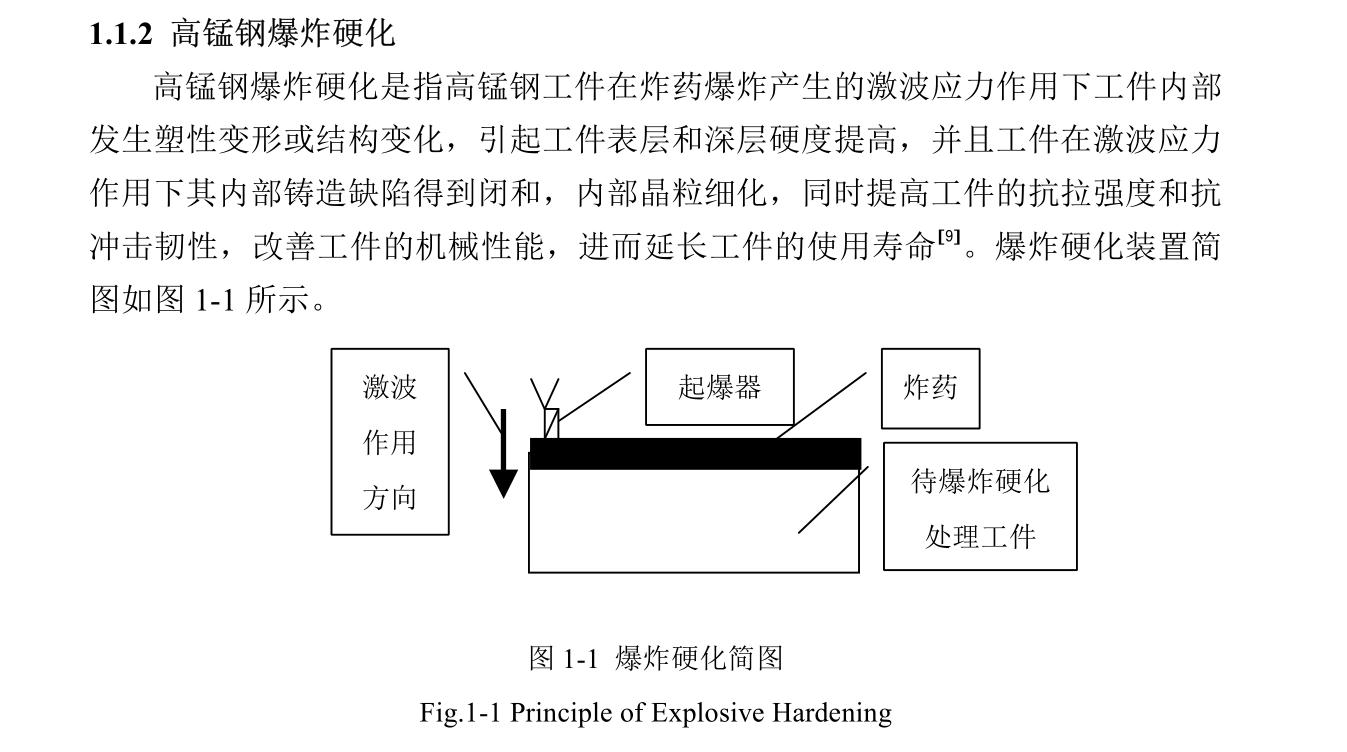 1.1.2 高锰钢爆炸硬化
高锰钢爆炸硬化是指高锰钢工件在炸药爆炸产生的激波应力作用下工件内部
发生塑性变形或结构变化，引起工件表层和深层硬度提高，并且工件在激波应力
作用下其内部铸造缺陷得到闭和，内部晶粒细化，同时提高工件的抗拉强度和抗
冲击韧性，改善工件的机械性能，进而延长工件的使用寿命[9]。爆炸硬化装置简
图如图 1-1 所示。
激波
作用
方向
起爆器
炸药
待爆炸硬化
处理工件
图 1-1 爆炸硬化简图
Fig.1-1 Principle of Explosive Hardening